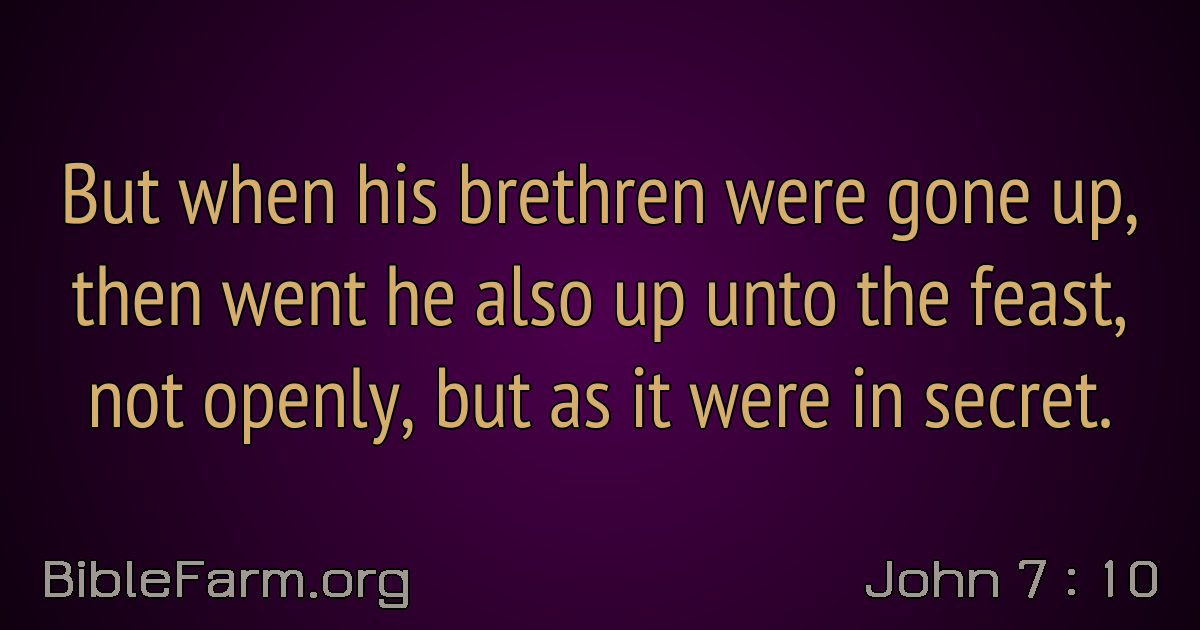 But when his brethren were gone up,
then went he also up unto the feast,
not openly, but as it were in secret.
BibleFarm.org
John 7 : 10